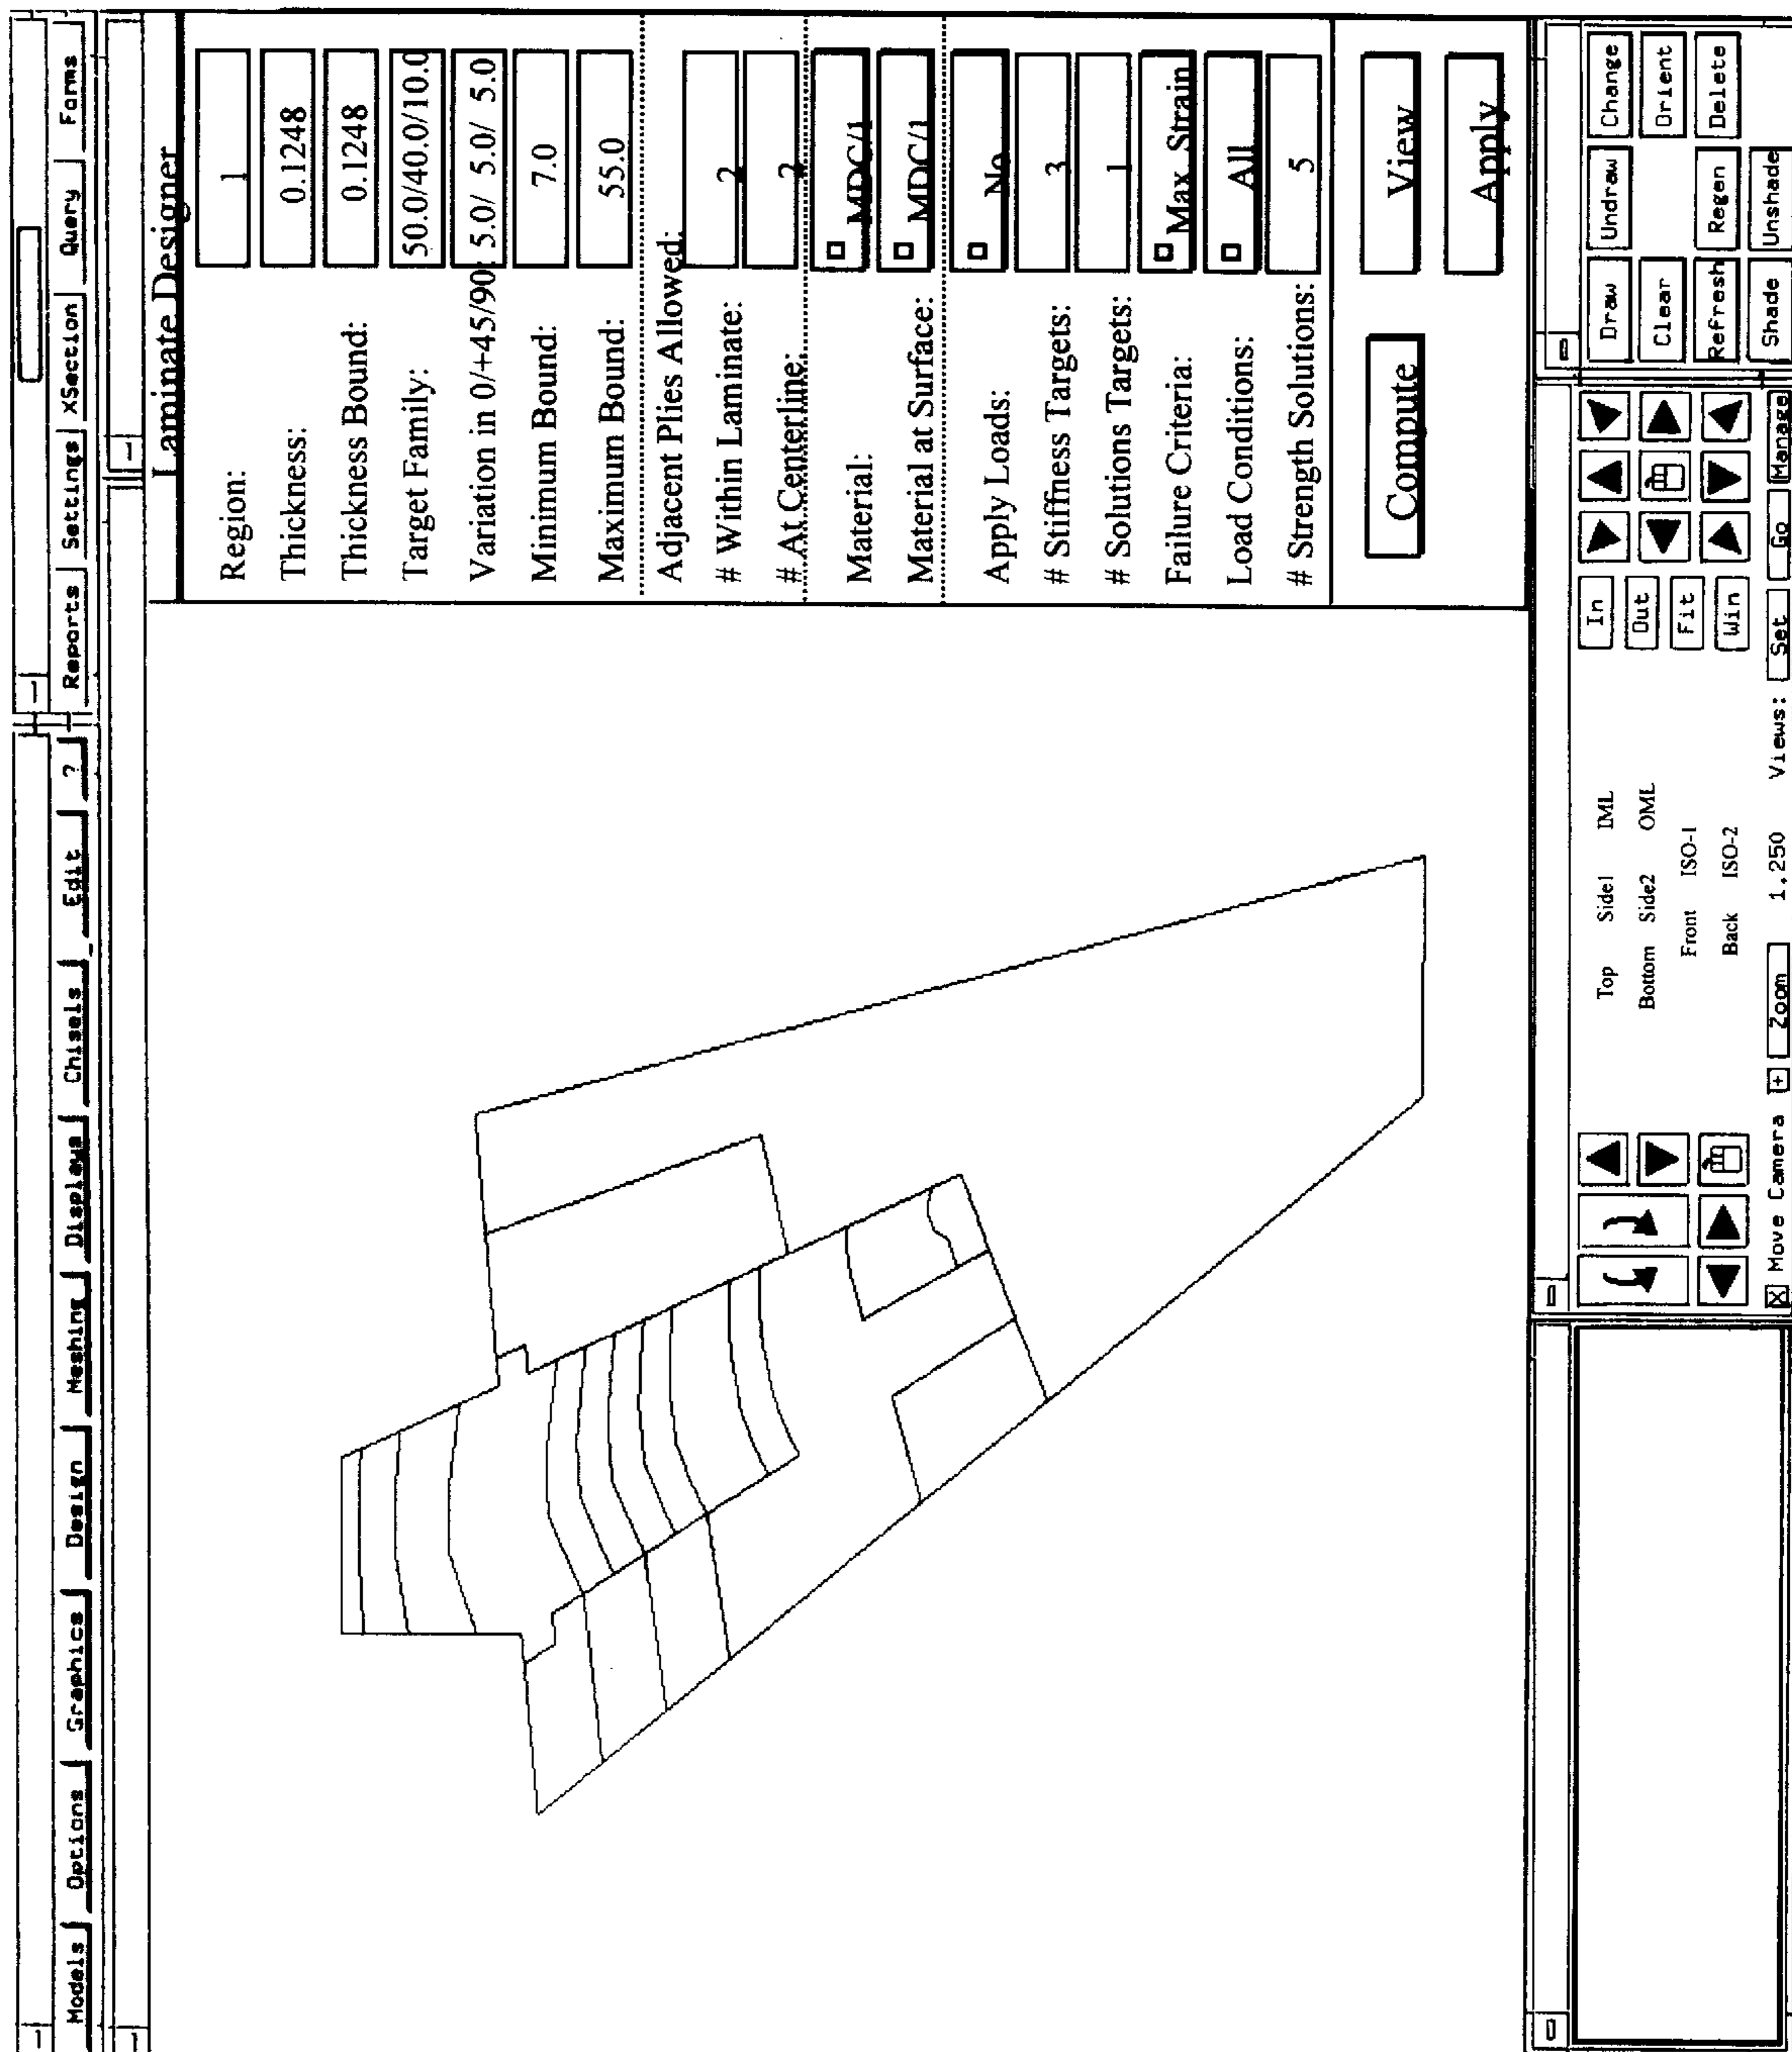 Models Options Graphics Design Meshing Displays Chisels Edit ? Reports Settings XSection Query Forms
Laminate Designer
Region: 1
Thickness: 0.1248
Thickness Bound: 0.1248
Target Family: 50.0/40.0/10.0
Variation in 0/+45/90: 5.0/ 5.0/ 5.0
Minimum Bound: 7.0
Maximum Bound: 55.0
Adjacent Plies Allowed:
# Within Laminate: 2
# At Centerline: 2
Material: MDC/1
Material at Surface: MDC/1
Apply Loads: No
# Stiffness Targets: 3
# Solutions Targets: 1
Failure Criteria: Max Strain
Load Conditions: All
# Strength Solutions: 5
Compute View
Apply
Top Side1 IML In
Bottom Side2 OML Out
Front ISO-1 Fit
Back ISO-2 Win
Move Camera + Zoom 1.250 Views: Set Go Manage
Draw Undraw Change
Clear Orient
Refresh Regen Delete
Shade Unshade